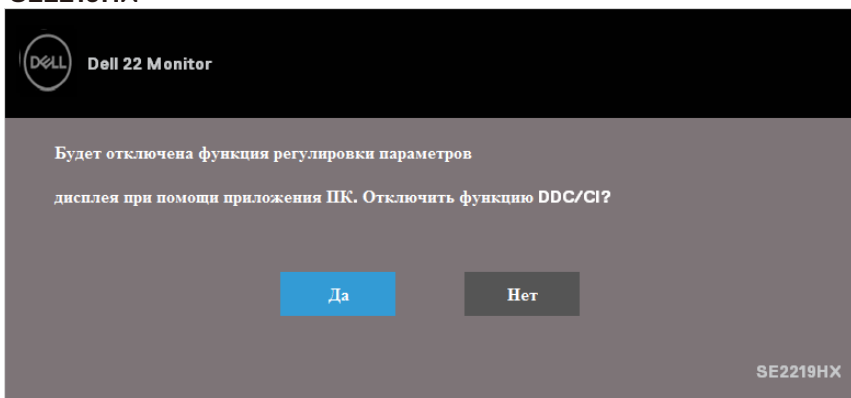 SE2219HX
DELL
Dell 22 Monitor
Будет отключена функция регулировки параметров
дисплея при помощи приложения ПК. Отключить функцию DDC/CI?
Да
Нет
SE2219HX